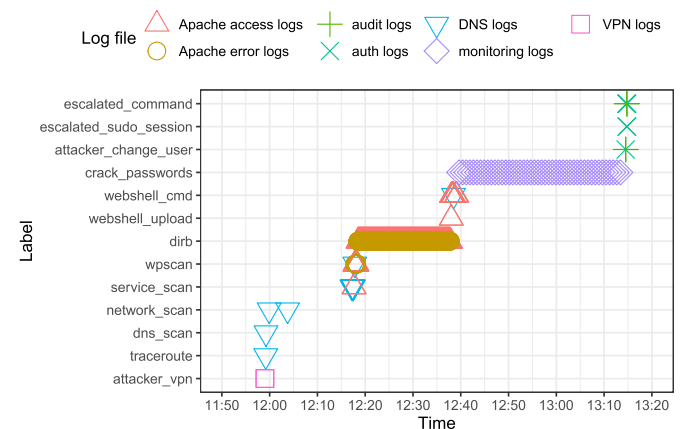 Log file
Apache access logs
audit logs
DNS logs
VPN logs
Apache error logs
auth logs
monitoring logs
Label
escalated_command
escalated_sudo_session
attacker_change_user
crack_passwords
webshell_cmd
webshell_upload
dirb
wpscan
service_scan
network_scan
dns_scan
traceroute
attacker_vpn
11:50 12:00 12:10 12:20 12:30 12:40 12:50 13:00 13:10 13:20
Time